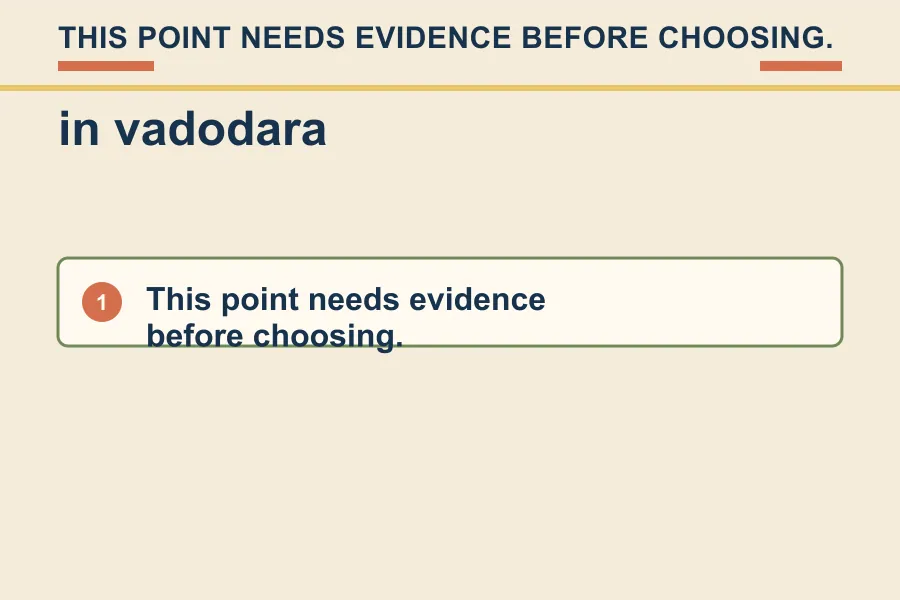 THIS POINT NEEDS EVIDENCE BEFORE CHOOSING.
in vadodara
1
This point needs evidence
before choosing.